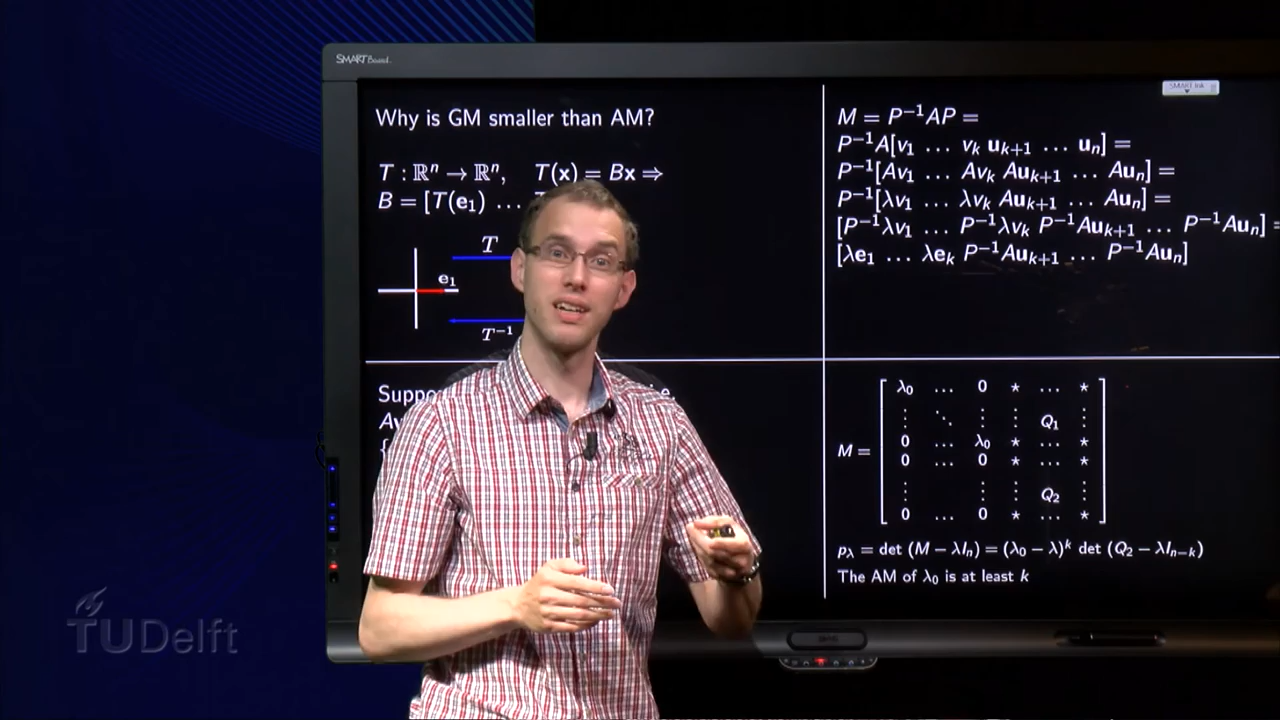 SMART Board
SMART Ink
Why is GM smaller than AM?
T : ℝⁿ → ℝⁿ, T(x) = Bx ⇒
B = [T(e₁) …
T
e₁
T⁻¹
M = P⁻¹AP =
P⁻¹A[v₁ … vₖ uₖ₊₁ … uₙ] =
P⁻¹[Av₁ … Avₖ Auₖ₊₁ … Auₙ] =
P⁻¹[λv₁ … λvₖ Auₖ₊₁ … Auₙ] =
[P⁻¹λv₁ … P⁻¹λvₖ P⁻¹Auₖ₊₁ … P⁻¹Auₙ] =
[λe₁ … λeₖ P⁻¹Auₖ₊₁ … P⁻¹Auₙ]
M =
λ₀ … 0 * … *
⋮ ⋱ ⋮ ⋮ Q₁
0 … λ₀ * … *
0 … 0 * … *
⋮ ⋮ ⋮ Q₂
0 … 0 * … *
p_λ = det (M − λIₙ) = (λ₀ − λ)ᵏ det (Q₂ − λIₙ₋ₖ)
The AM of λ₀ is at least k
TUDelft